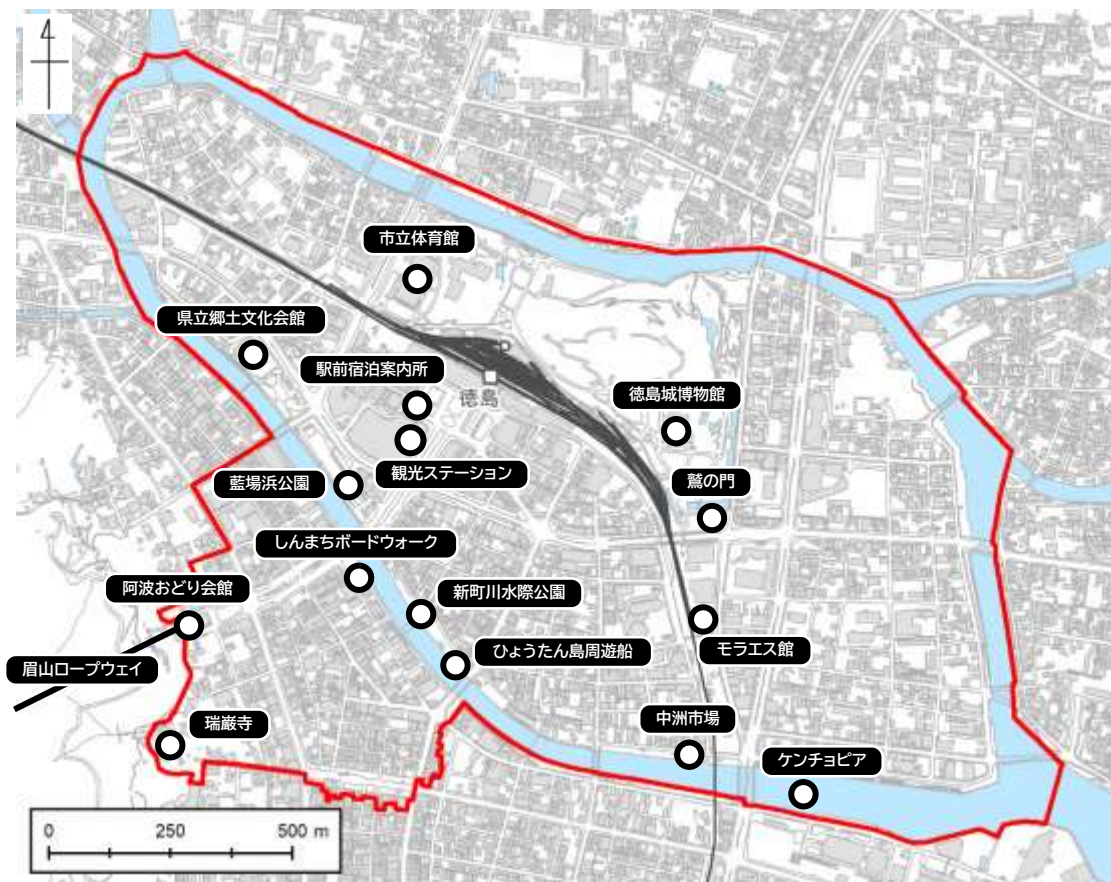 4
市立体育館
県立郷土文化会館
駅前宿泊案内所
徳島
徳島城博物館
観光ステーション
藍場浜公園
鷲の門
しんまちボードウォーク
阿波おどり会館
新町川水際公園
眉山ロープウェイ
ひょうたん島周遊船
モラエス館
瑞巌寺
中洲市場
ケンチョピア
0 250 500 m